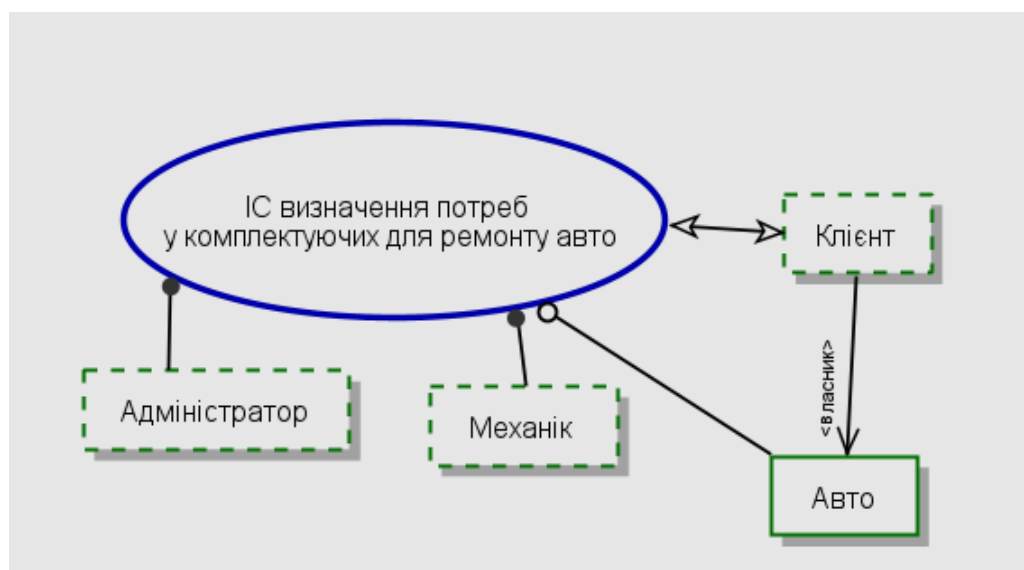 ІС визначення потреб
у комплектуючих для ремонту авто
Клієнт
<власник>
Адміністратор
Механік
Авто